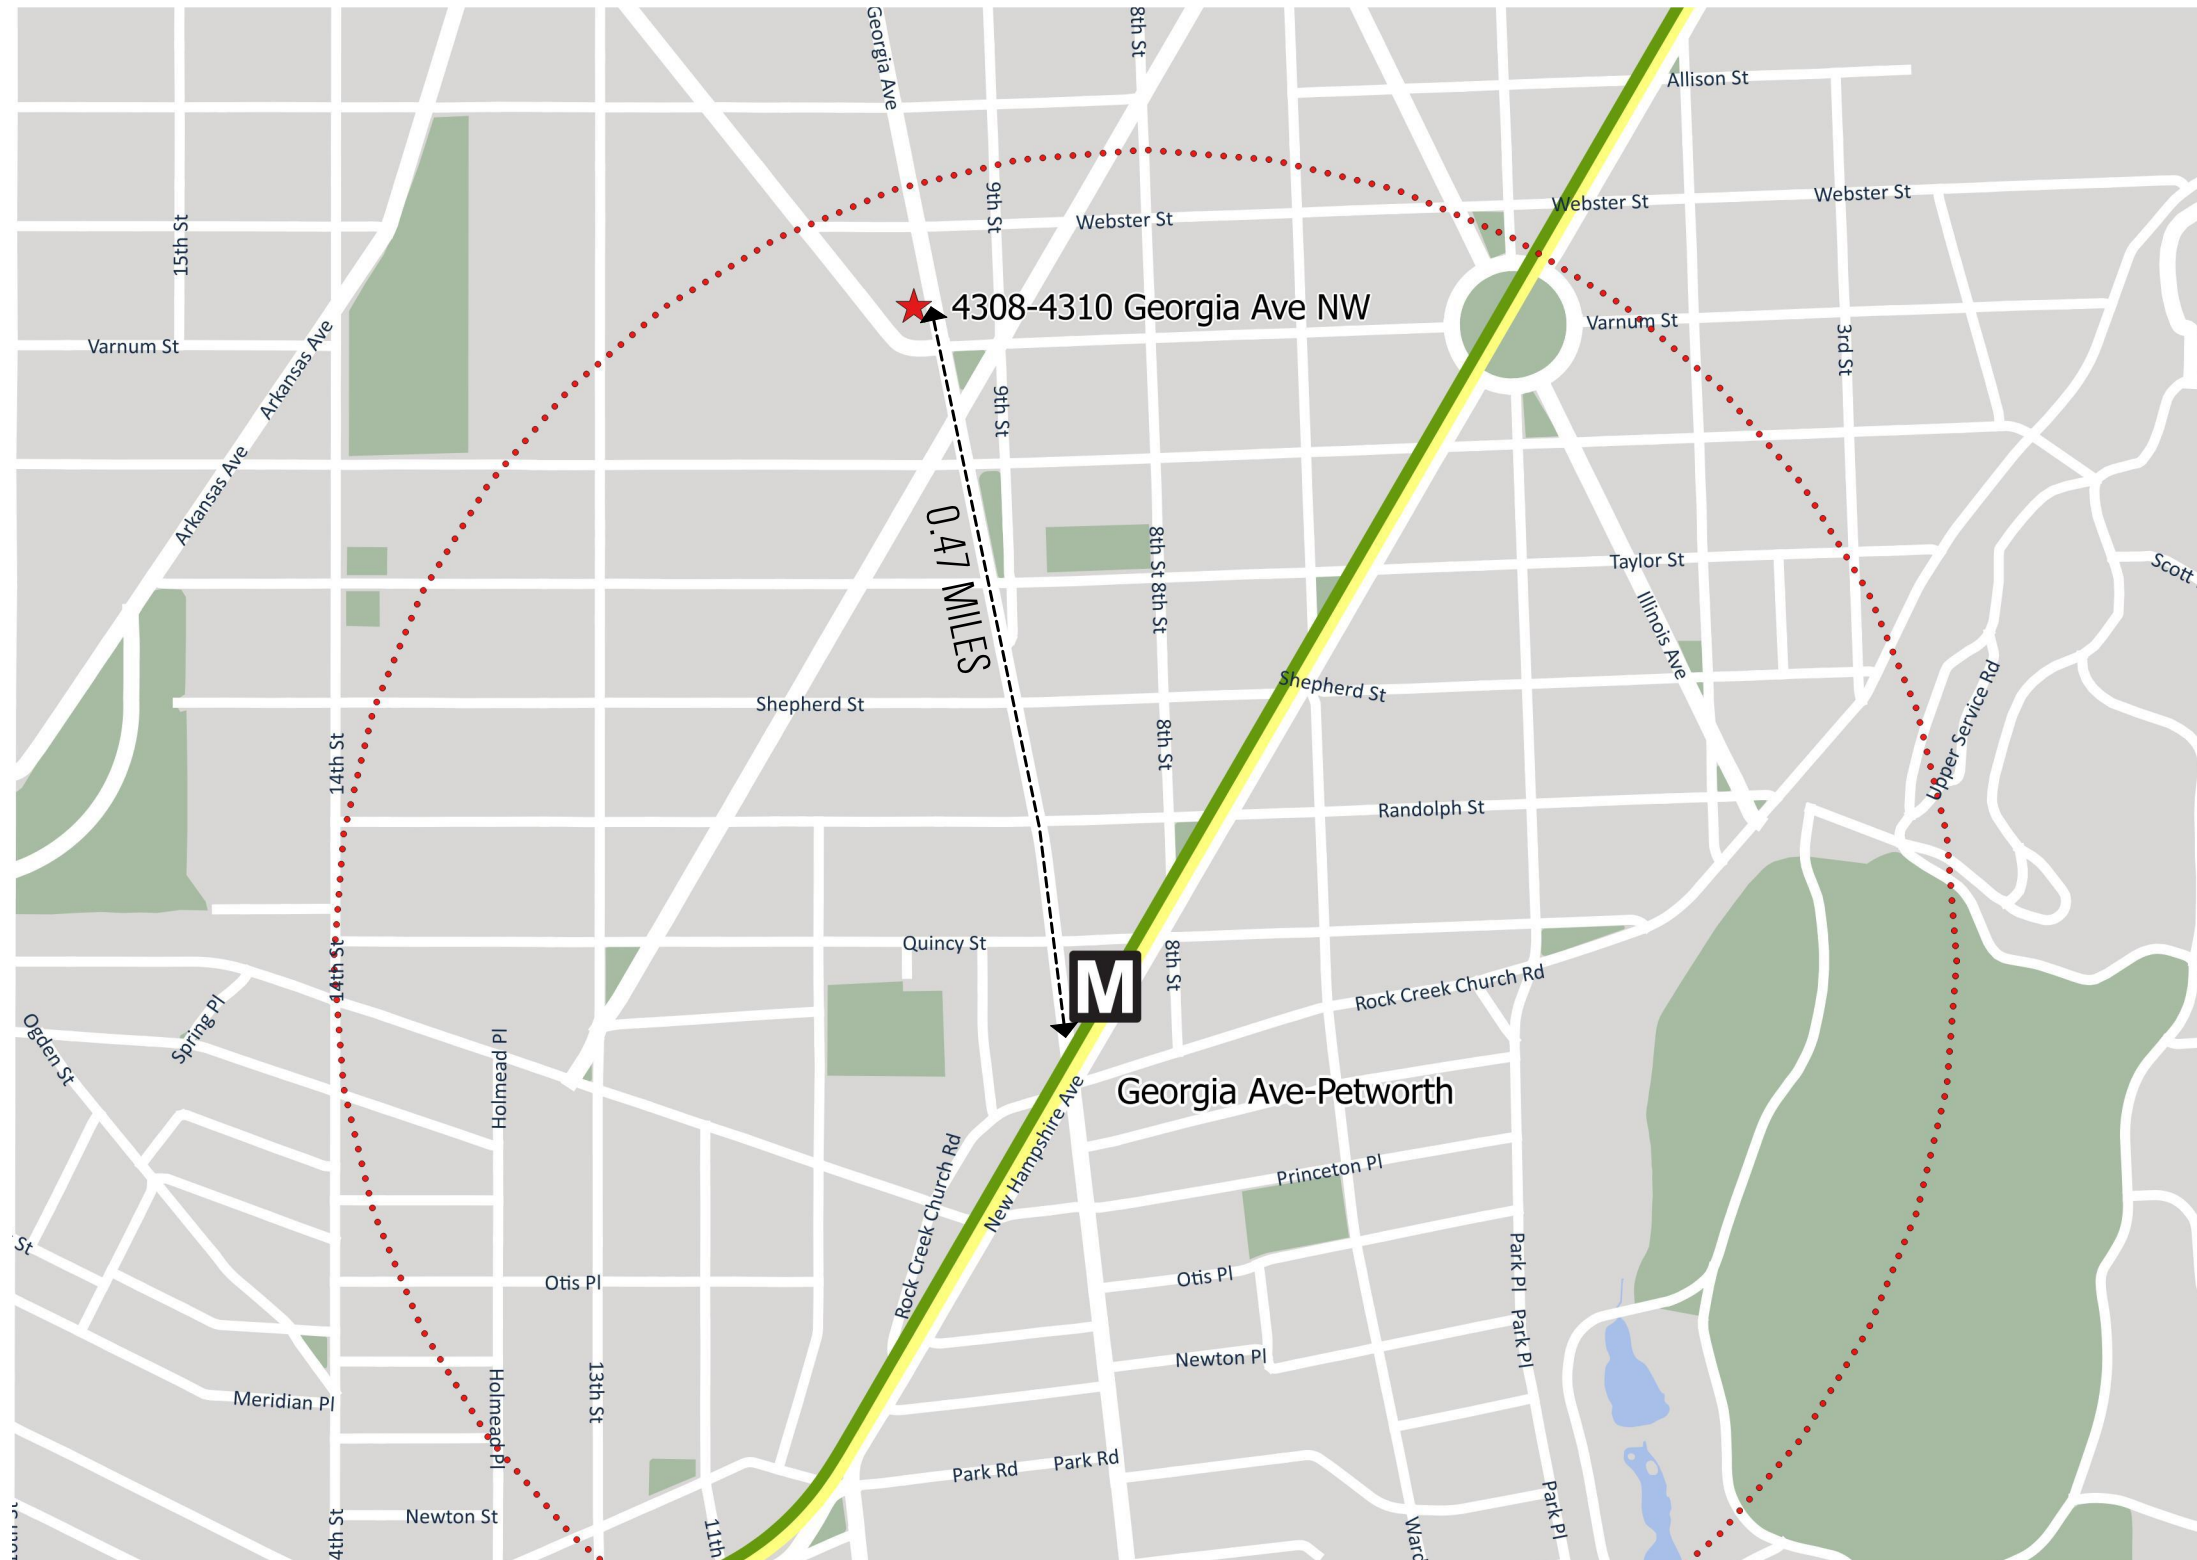 Georgia Ave
8th St
Allison St
15th St
9th St
Webster St
Webster St
Webster St
4308-4310 Georgia Ave NW
Varnum St
Varnum St
Arkansas Ave
3rd St
9th St
Arkansas Ave
0.47 MILES
8th St
8th St
Taylor St
Scott
Illinois Ave
Shepherd St
Shepherd St
Upper Service Rd
14th St
8th St
Randolph St
Quincy St
14th St
8th St
M
Rock Creek Church Rd
Spring Pl
Ogden St
Holmead Pl
Georgia Ave-Petworth
New Hampshire Ave
Rock Creek Church Rd
Princeton Pl
St
Otis Pl
Otis Pl
Park Pl
Park Pl
Newton Pl
Meridian Pl
Holmead Pl
13th St
Park Rd
Park Rd
Newton St
4th St
11th
Ward
Park Pl